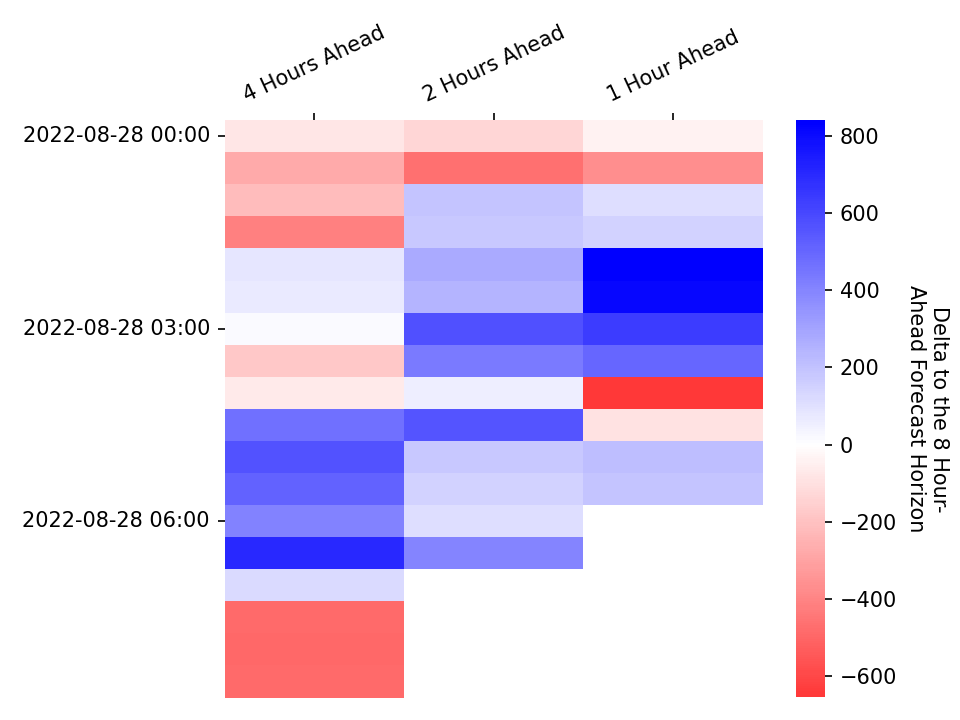 4 Hours Ahead
2 Hours Ahead
1 Hour Ahead
2022-08-28 00:00
2022-08-28 03:00
2022-08-28 06:00
800
600
400
200
0
−200
−400
−600
Delta to the 8 Hour-
Ahead Forecast Horizon